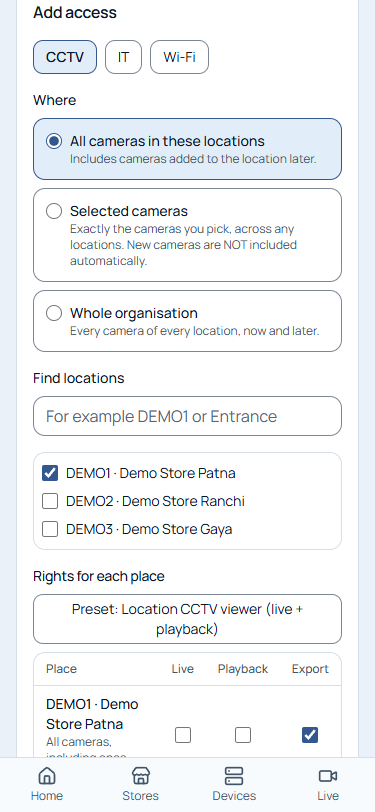 Add access
CCTV
IT
Wi-Fi
Where
All cameras in these locations
Includes cameras added to the location later.
Selected cameras
Exactly the cameras you pick, across any
locations. New cameras are NOT included
automatically.
Whole organisation
Every camera of every location, now and later.
Find locations
For example DEMO1 or Entrance
DEMO1 · Demo Store Patna
DEMO2 · Demo Store Ranchi
DEMO3 · Demo Store Gaya
Rights for each place
Preset: Location CCTV viewer (live +
playback)
Place Live Playback Export
DEMO1 · Demo
Store Patna
All cameras,
Home Stores Devices Live